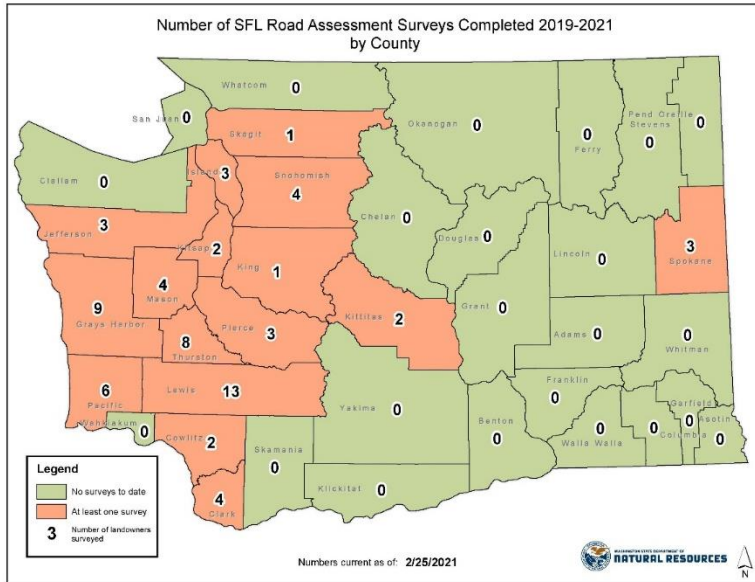 Number of SFL Road Assessment Surveys Completed 2019-2021
by County
Whatcom
0
San Juan
0
Skagit
1
Okanogan
0
Ferry
0
Pend Oreille
0
Stevens
0
Clallam
0
Island
3
Snohomish
4
Chelan
0
Jefferson
3
Kitsap
2
King
1
Douglas
0
Lincoln
0
3
Spokane
Mason
4
9
Grays Harbor
8
Thurston
Pierce
3
Kittitas
2
Grant
0
Adams
0
Whitman
0
6
Pacific
Lewis
13
Yakima
0
Franklin
0
Benton
0
Wahkiakum
0
Cowlitz
2
Skamania
0
Klickitat
0
Walla Walla
0
Columbia
0
Garfield
0
Asotin
0
4
Clark
Legend
No surveys to date
At least one survey
3 Number of landowners
surveyed
Numbers current as of: 2/25/2021
WASHINGTON STATE DEPARTMENT OF
NATURAL RESOURCES
N